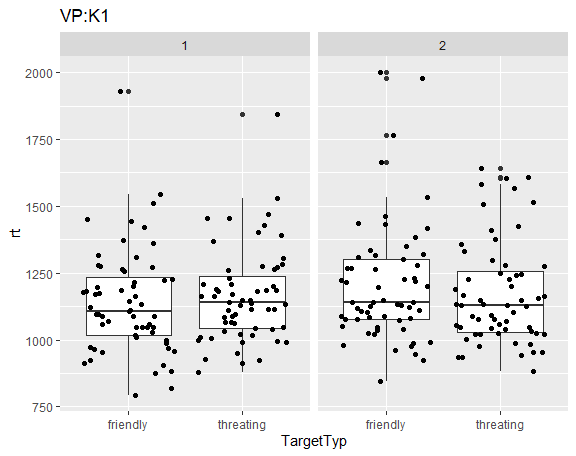 VP:K1
1 2
2000
1750
1500
1250
1000
750
rt
friendly threating friendly threating
TargetTyp